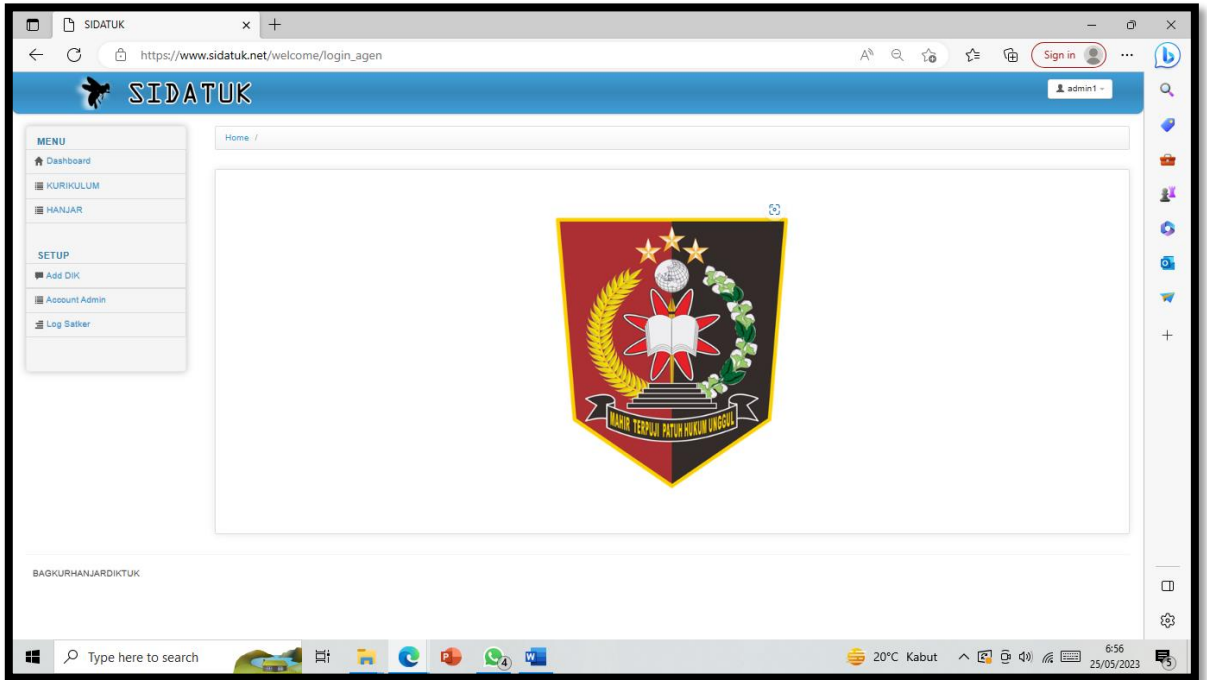 SIDATUK
https://www.sidatuk.net/welcome/login_agen
Sign in
SIDATUK
admin1
MENU
Dashboard
KURIKULUM
HANJAR
SETUP
Add DIK
Account Admin
Log Satker
Home /
MAHIR TERPUJI PATUH HUKUM UNGGUL
BAGKURHANJARDIKTUK
Type here to search
4
20°C Kabut
6:56
25/05/2023
5